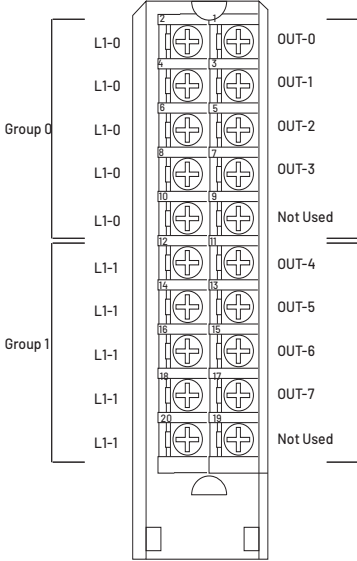 2 1
L1-0 OUT-0
4 3
L1-0 OUT-1
6 5
Group 0 L1-0 OUT-2
8 7
L1-0 OUT-3
10 9
L1-0 Not Used
12 11
L1-1 OUT-4
14 13
L1-1 OUT-5
16 15
Group 1 L1-1 OUT-6
18 17
L1-1 OUT-7
20 19
L1-1 Not Used